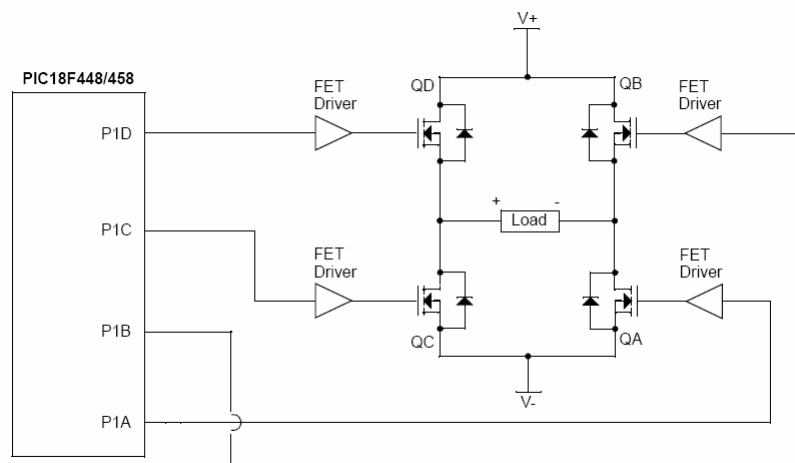 V+
PIC18F448/458
QD
QB
FET
Driver
FET
Driver
P1D
+
-
Load
P1C
FET
Driver
FET
Driver
P1B
QC
QA
V-
P1A